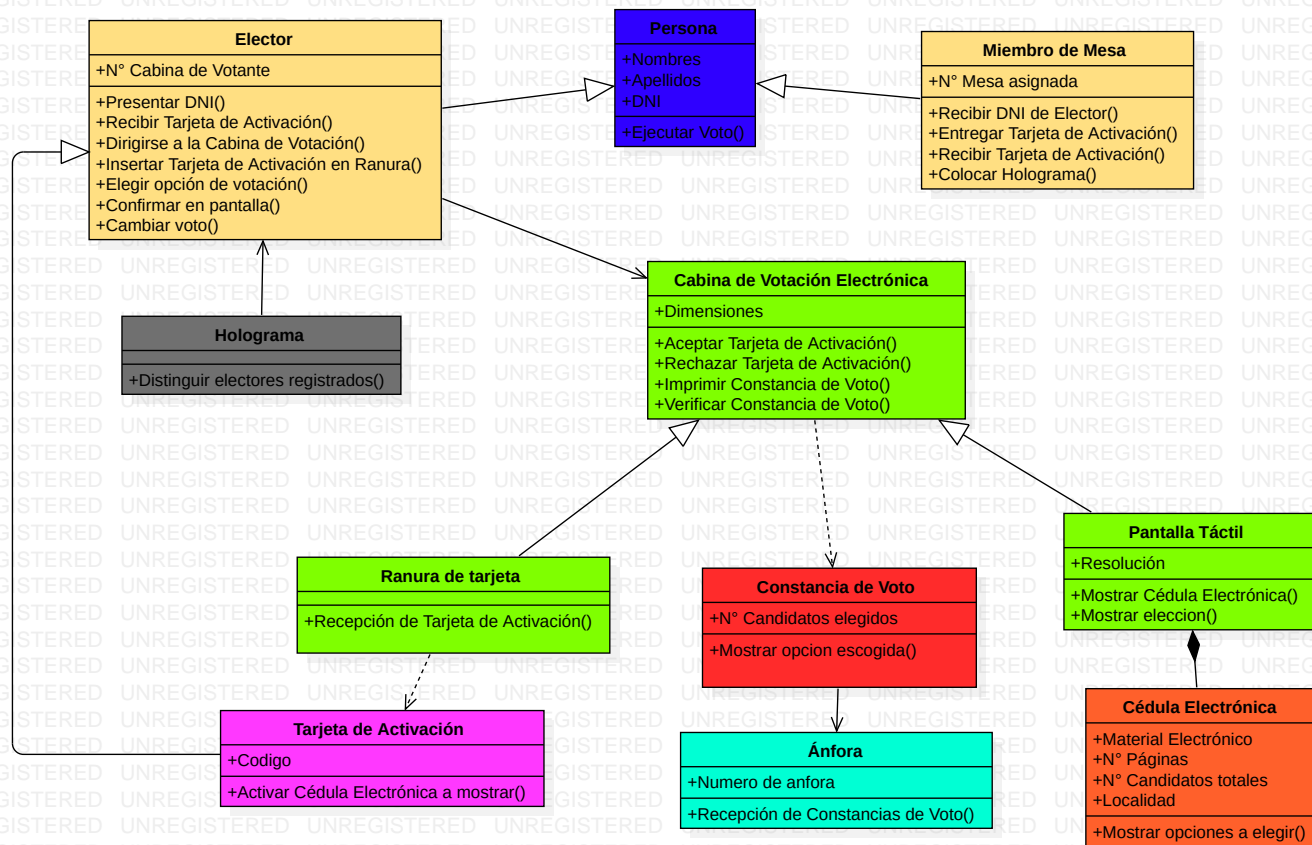 Elector
+N° Cabina de Votante
+Presentar DNI()
+Recibir Tarjeta de Activación()
+Dirigirse a la Cabina de Votación()
+Insertar Tarjeta de Activación en Ranura()
+Elegir opción de votación()
+Confirmar en pantalla()
+Cambiar voto()
Persona
+Nombres
+Apellidos
+DNI
+Ejecutar Voto()
Miembro de Mesa
+N° Mesa asignada
+Recibir DNI de Elector()
+Entregar Tarjeta de Activación()
+Recibir Tarjeta de Activación()
+Colocar Holograma()
Holograma
+Distinguir electores registrados()
Cabina de Votación Electrónica
+Dimensiones
+Aceptar Tarjeta de Activación()
+Rechazar Tarjeta de Activación()
+Imprimir Constancia de Voto()
+Verificar Constancia de Voto()
Ranura de tarjeta
+Recepción de Tarjeta de Activación()
Constancia de Voto
+N° Candidatos elegidos
+Mostrar opcion escogida()
Pantalla Táctil
+Resolución
+Mostrar Cédula Electrónica()
+Mostrar eleccion()
Tarjeta de Activación
+Codigo
+Activar Cédula Electrónica a mostrar()
Ánfora
+Numero de anfora
+Recepción de Constancias de Voto()
Cédula Electrónica
+Material Electrónico
+N° Páginas
+N° Candidatos totales
+Localidad
+Mostrar opciones a elegir()
UNREGISTERED